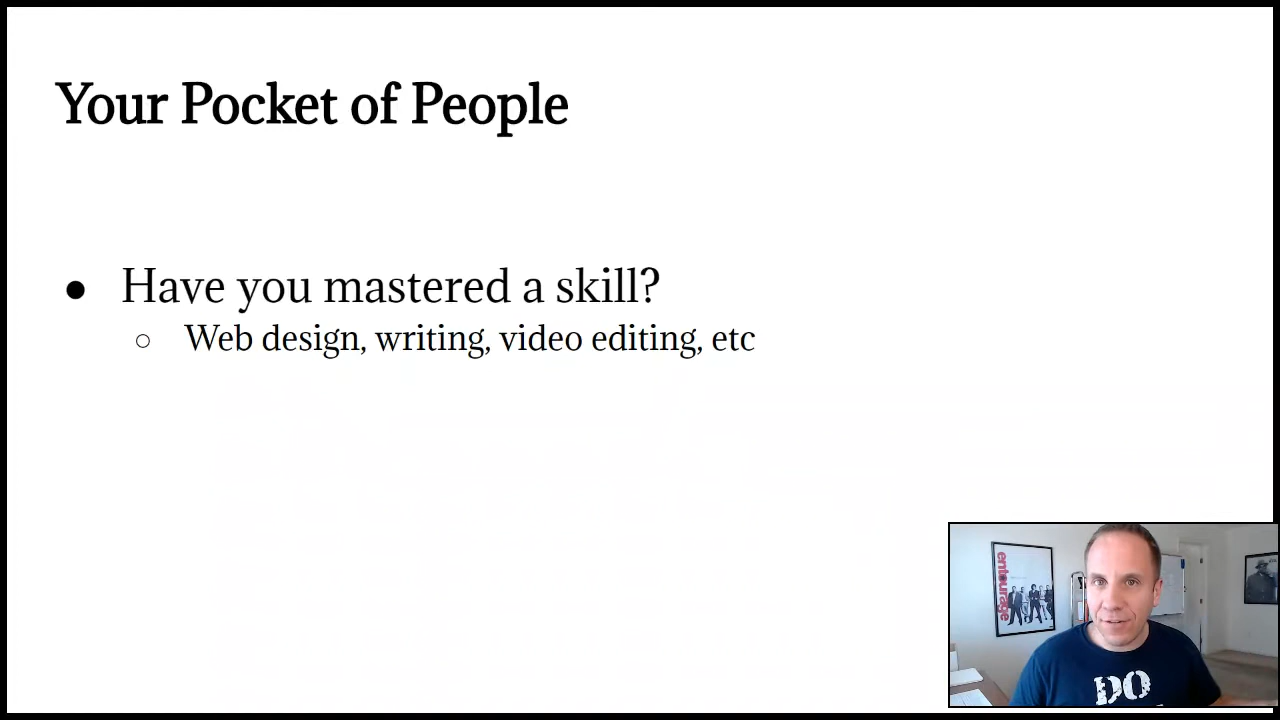 Your Pocket of People
● Have you mastered a skill?
○ Web design, writing, video editing, etc
entourage
DO